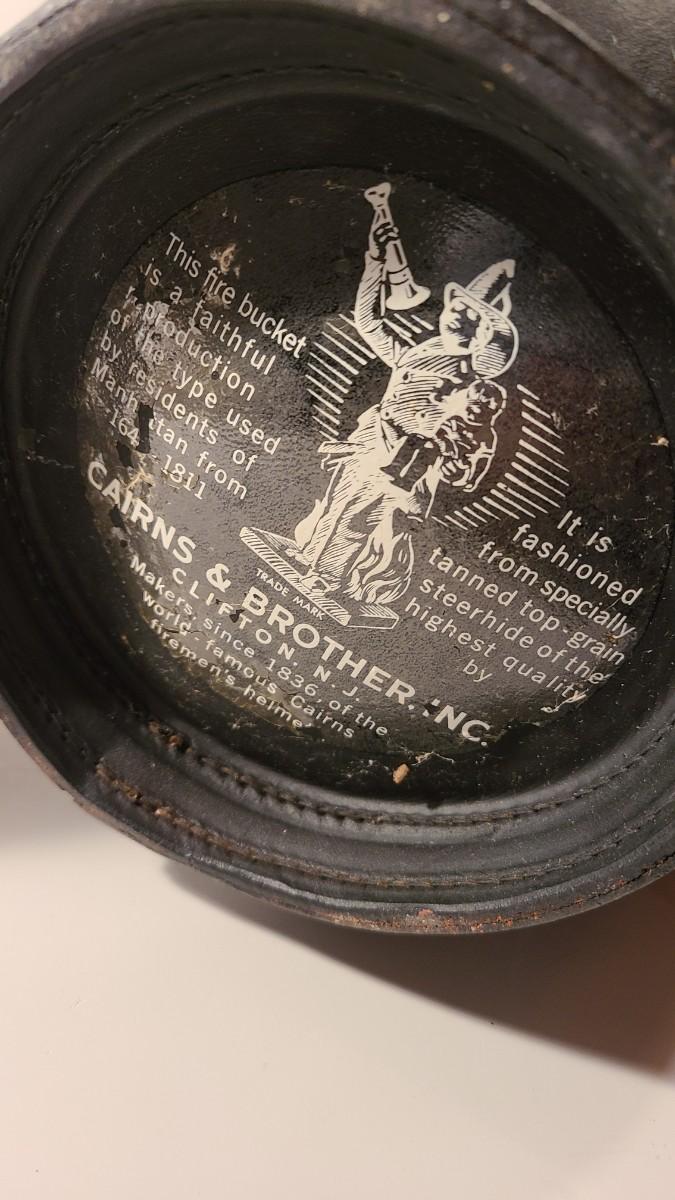 This fire bucket
is a faithful
reproduction
of the type used
by residents of
Manhattan from
-1811
It is
fashioned
from specially
tanned top-grain
steerhide of the
highest quality
by
TRADE MARK
CAIRNS & BROTHER, INC.
CLIFTON, N. J.
Makers, since 1836, of the
world-famous Cairns
firemen's helmet